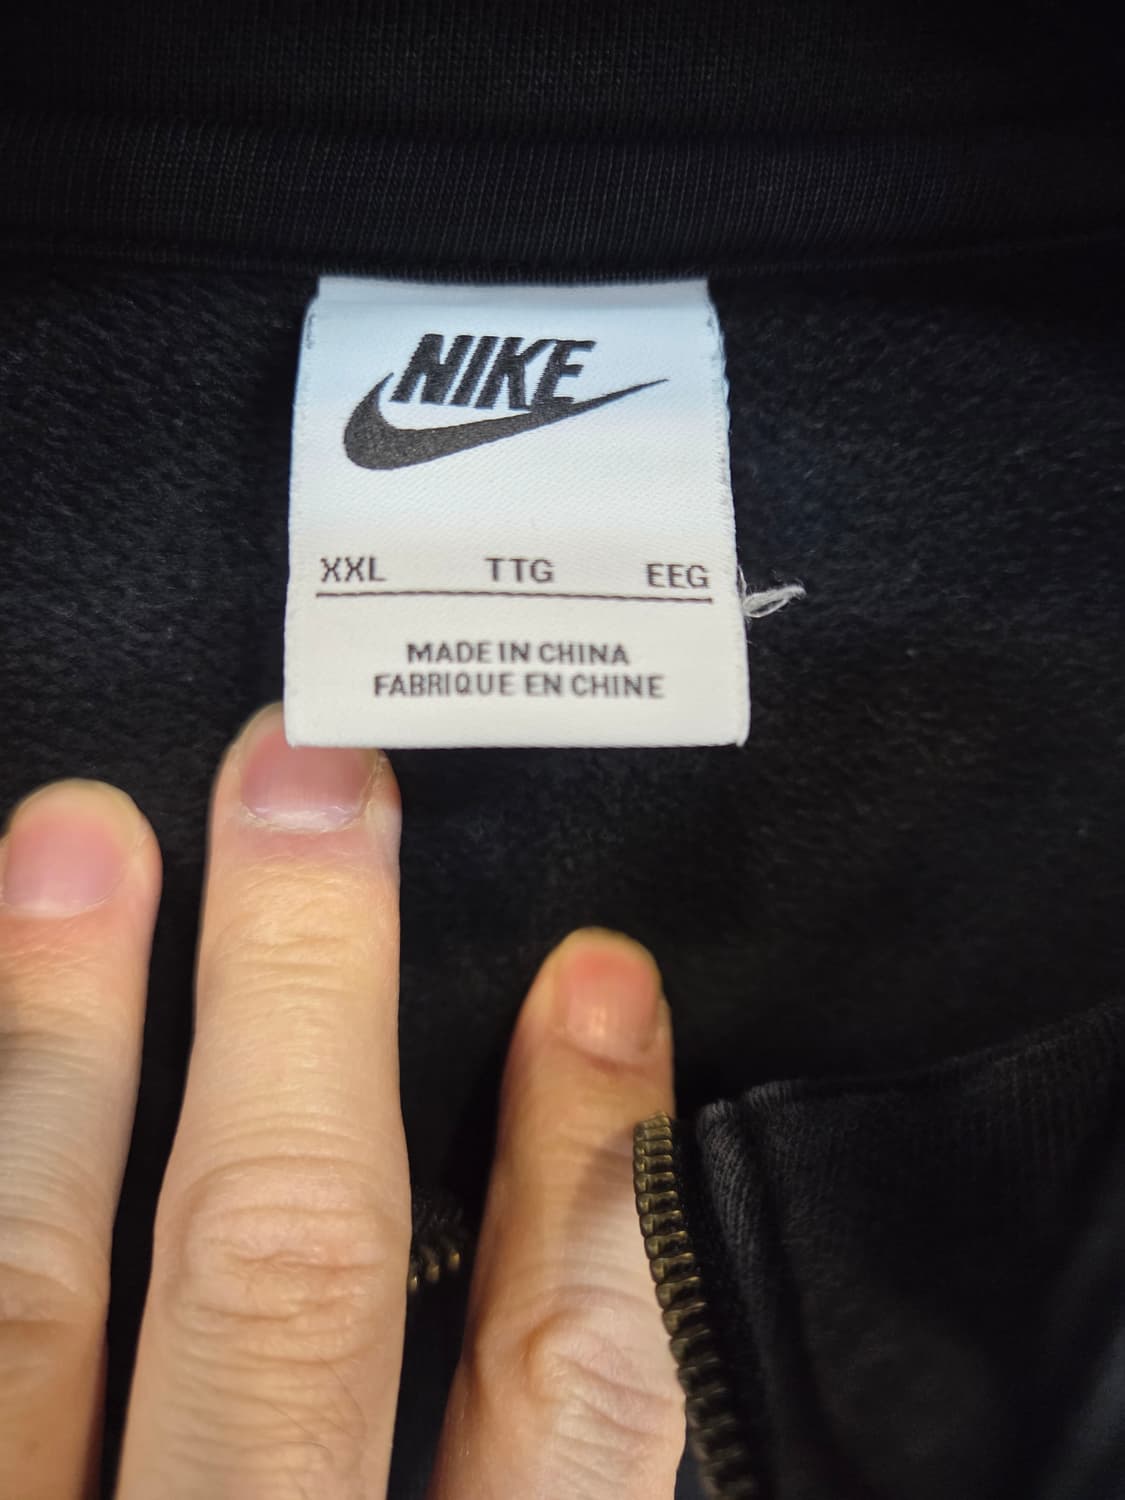 NIKE
XXL TTG EEG
MADE IN CHINA
FABRIQUE EN CHINE